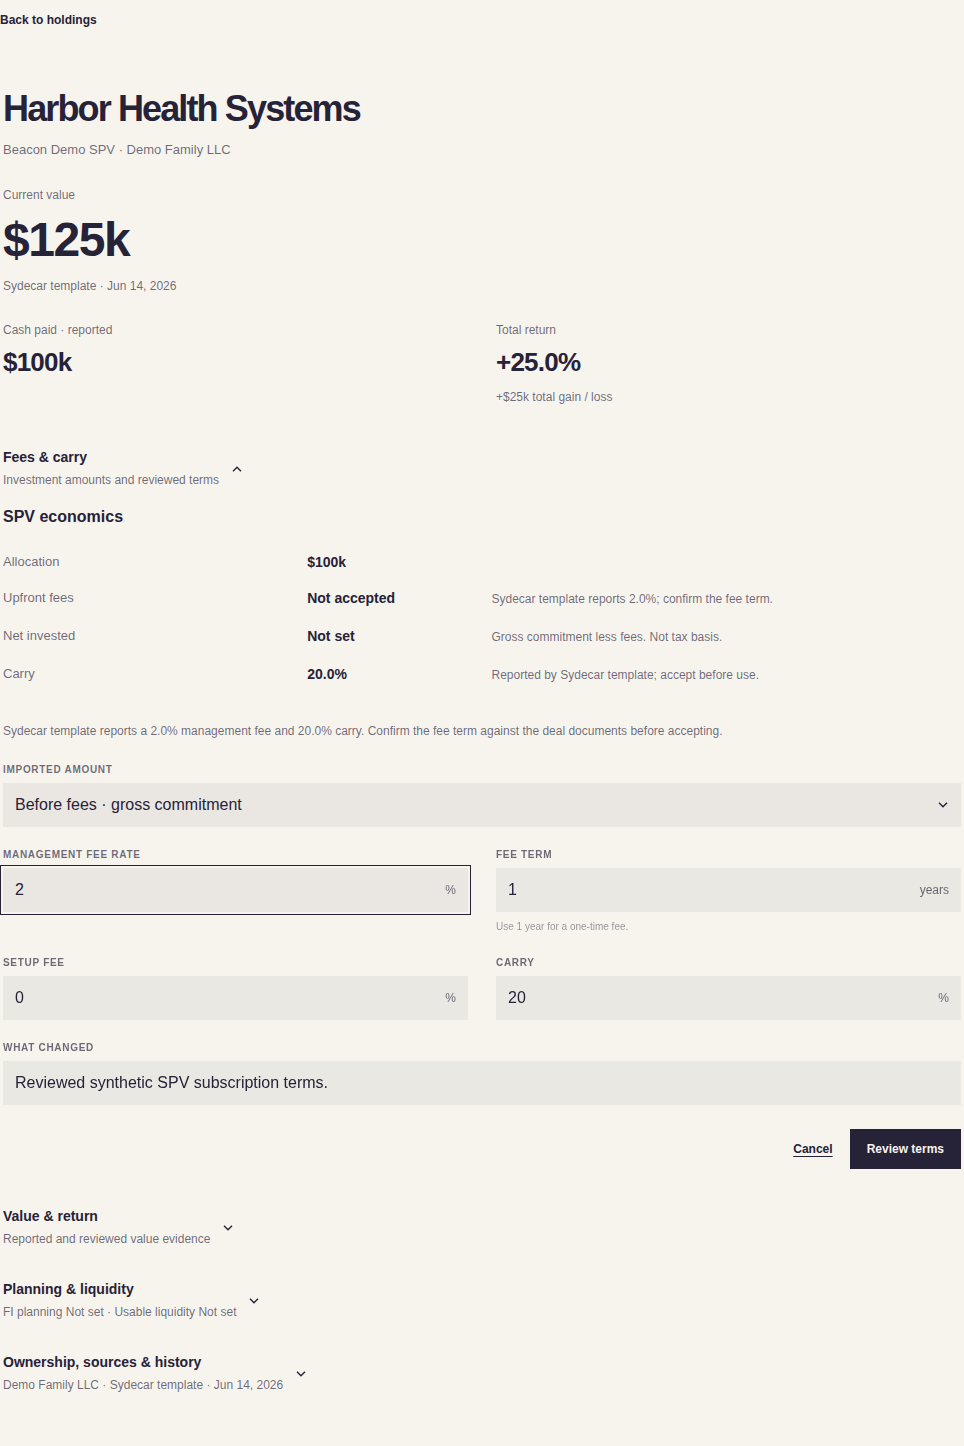 Back to holdings
Harbor Health Systems
Beacon Demo SPV · Demo Family LLC
Current value
$125k
Sydecar template · Jun 14, 2026
Cash paid · reported
$100k
Total return
+25.0%
+$25k total gain / loss
Fees & carry
Investment amounts and reviewed terms
SPV economics
Allocation $100k
Upfront fees Not accepted Sydecar template reports 2.0%; confirm the fee term.
Net invested Not set Gross commitment less fees. Not tax basis.
Carry 20.0% Reported by Sydecar template; accept before use.
Sydecar template reports a 2.0% management fee and 20.0% carry. Confirm the fee term against the deal documents before accepting.
IMPORTED AMOUNT
Before fees · gross commitment
MANAGEMENT FEE RATE
2 %
FEE TERM
1 years
Use 1 year for a one-time fee.
SETUP FEE
0 %
CARRY
20 %
WHAT CHANGED
Reviewed synthetic SPV subscription terms.
Cancel Review terms
Value & return
Reported and reviewed value evidence
Planning & liquidity
FI planning Not set · Usable liquidity Not set
Ownership, sources & history
Demo Family LLC · Sydecar template · Jun 14, 2026